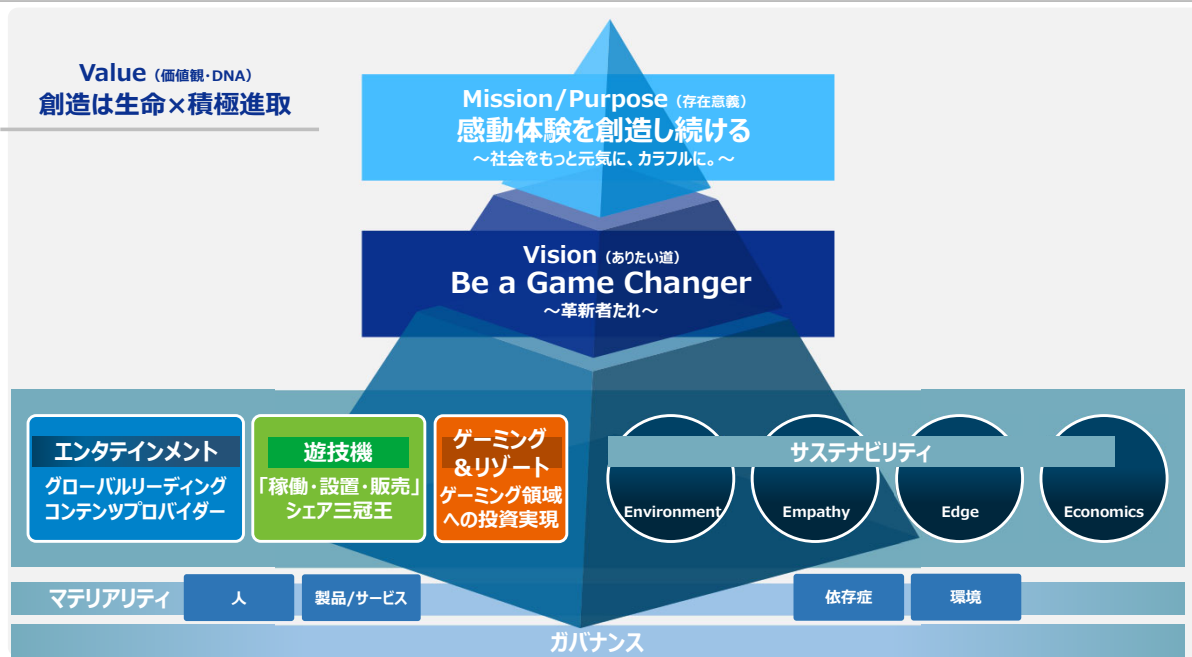 Value（価値観･DNA）
創造は生命×積極進取
Mission/Purpose（存在意義）
感動体験を創造し続ける
～社会をもっと元気に、カラフルに。～
Vision（ありたい道）
Be a Game Changer
～革新者たれ～
エンタテインメント
グローバルリーディング
コンテンツプロバイダー
遊技機
「稼働･設置･販売」
シェア三冠王
ゲーミング
&リゾート
ゲーミング領域
への投資実現
サステナビリティ
Environment
Empathy
Edge
Economics
マテリアリティ
人
製品/サービス
依存症
環境
ガバナンス